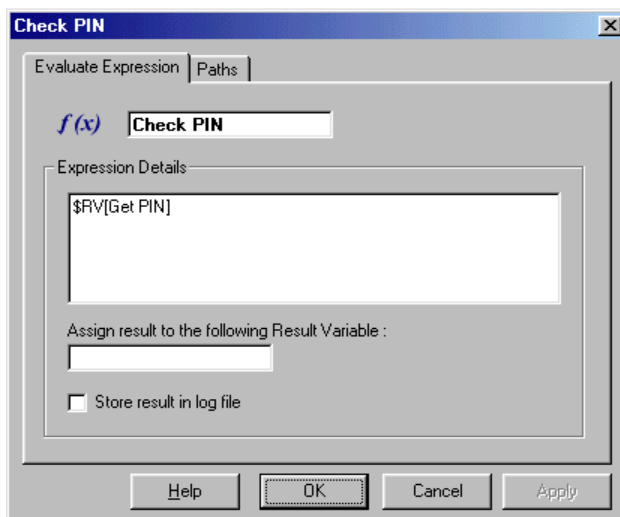 Check PIN
Evaluate Expression Paths
f(x) Check PIN
Expression Details
$RV[Get PIN]
Assign result to the following Result Variable :
Store result in log file
Help OK Cancel Apply